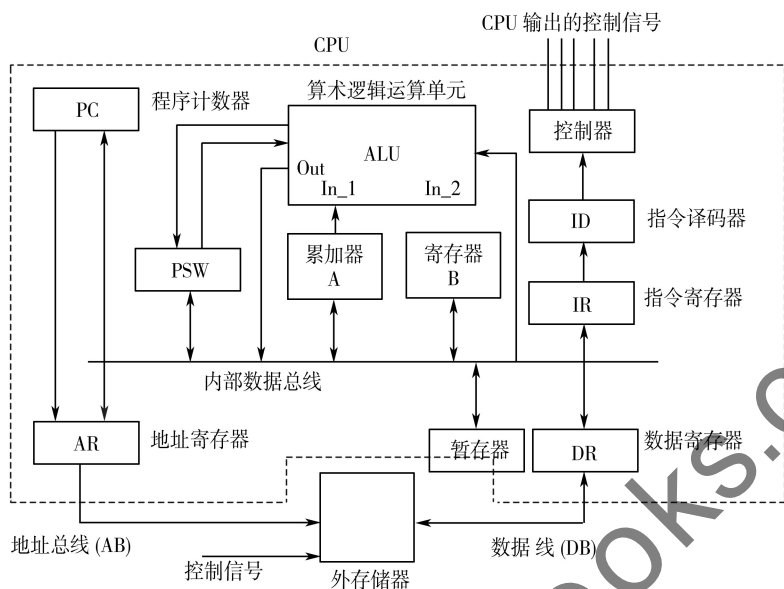 CPU 输出的控制信号
CPU
算术逻辑运算单元
PC
程序计数器
控制器
ALU
Out
In_1
In_2
ID
指令译码器
PSW
累加器
A
寄存器
B
IR
指令寄存器
内部数据总线
AR
地址寄存器
暂存器
DR
数据寄存器
地址总线 (AB)
数据 线 (DB)
控制信号
外存储器
ooks.c